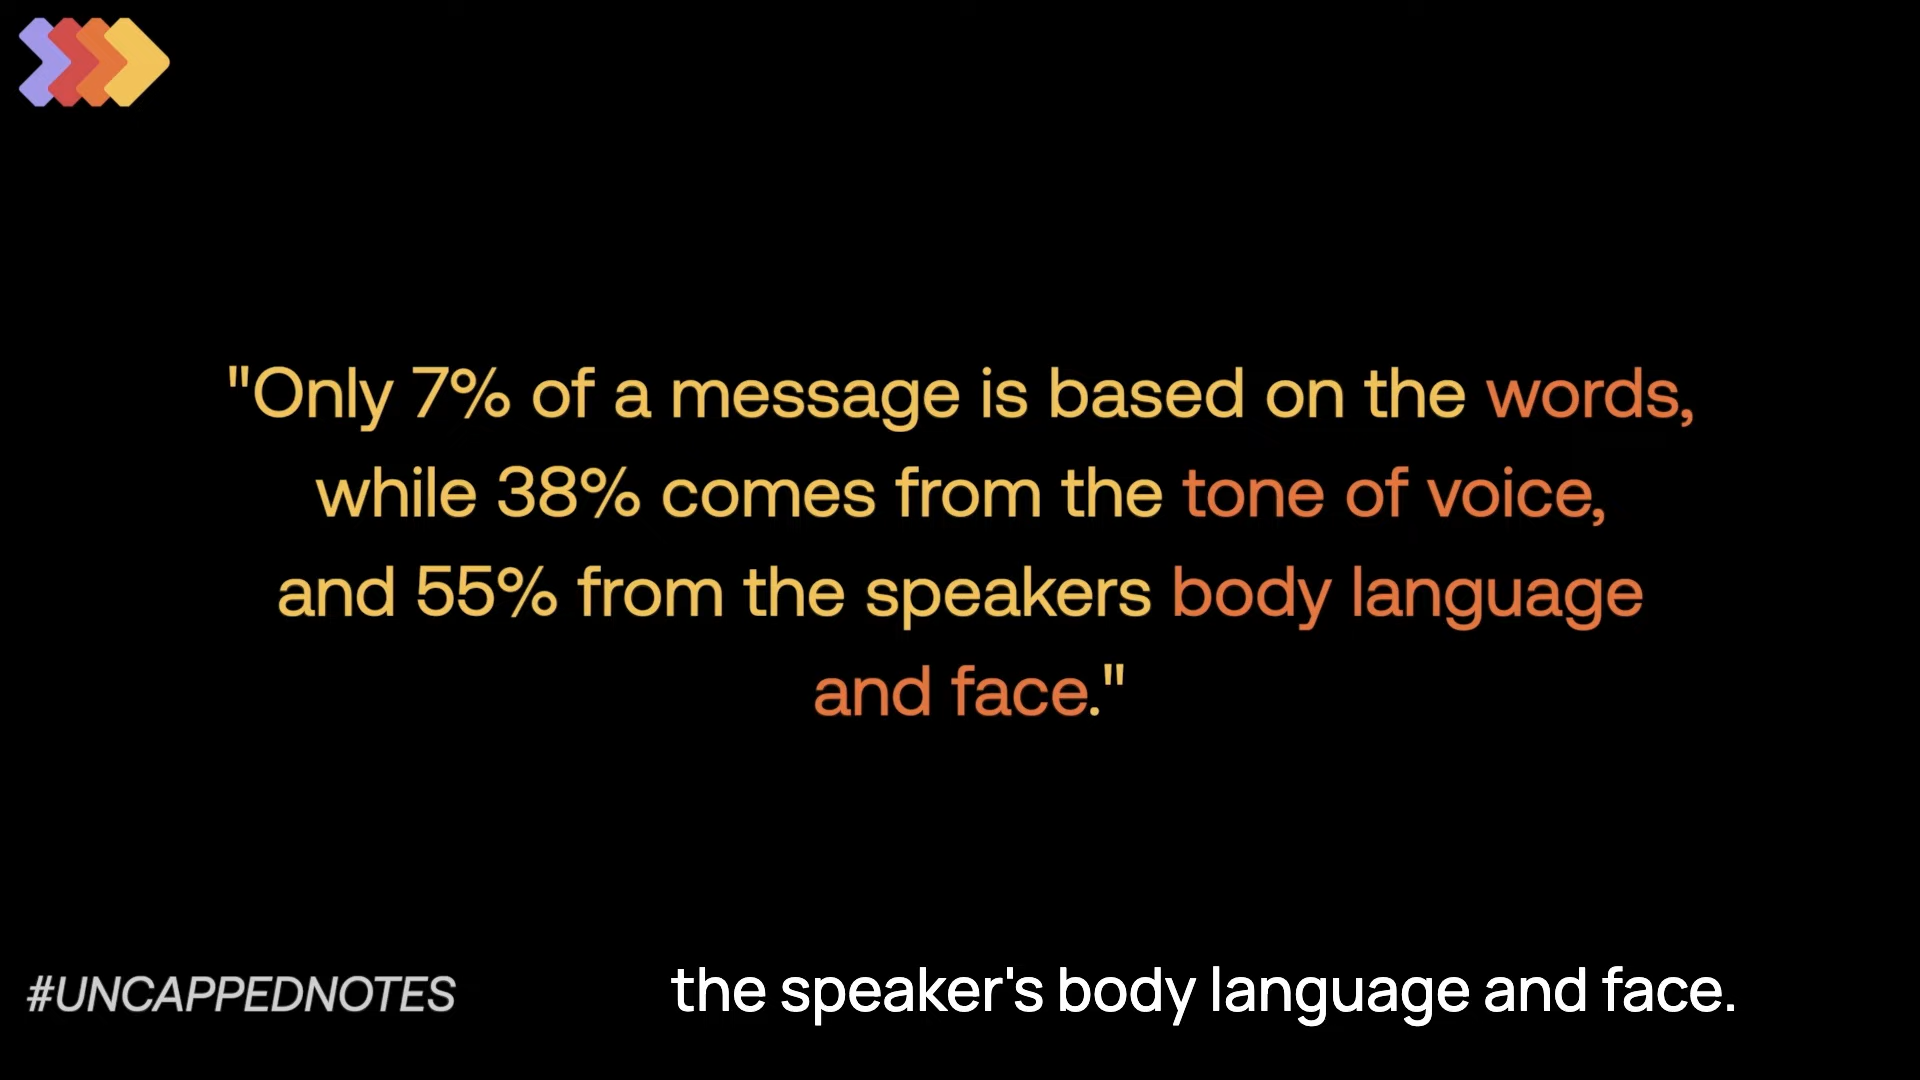 "Only 7% of a message is based on the words,
while 38% comes from the tone of voice,
and 55% from the speakers body language
and face."
#UNCAPPEDNOTES
the speaker's body language and face.